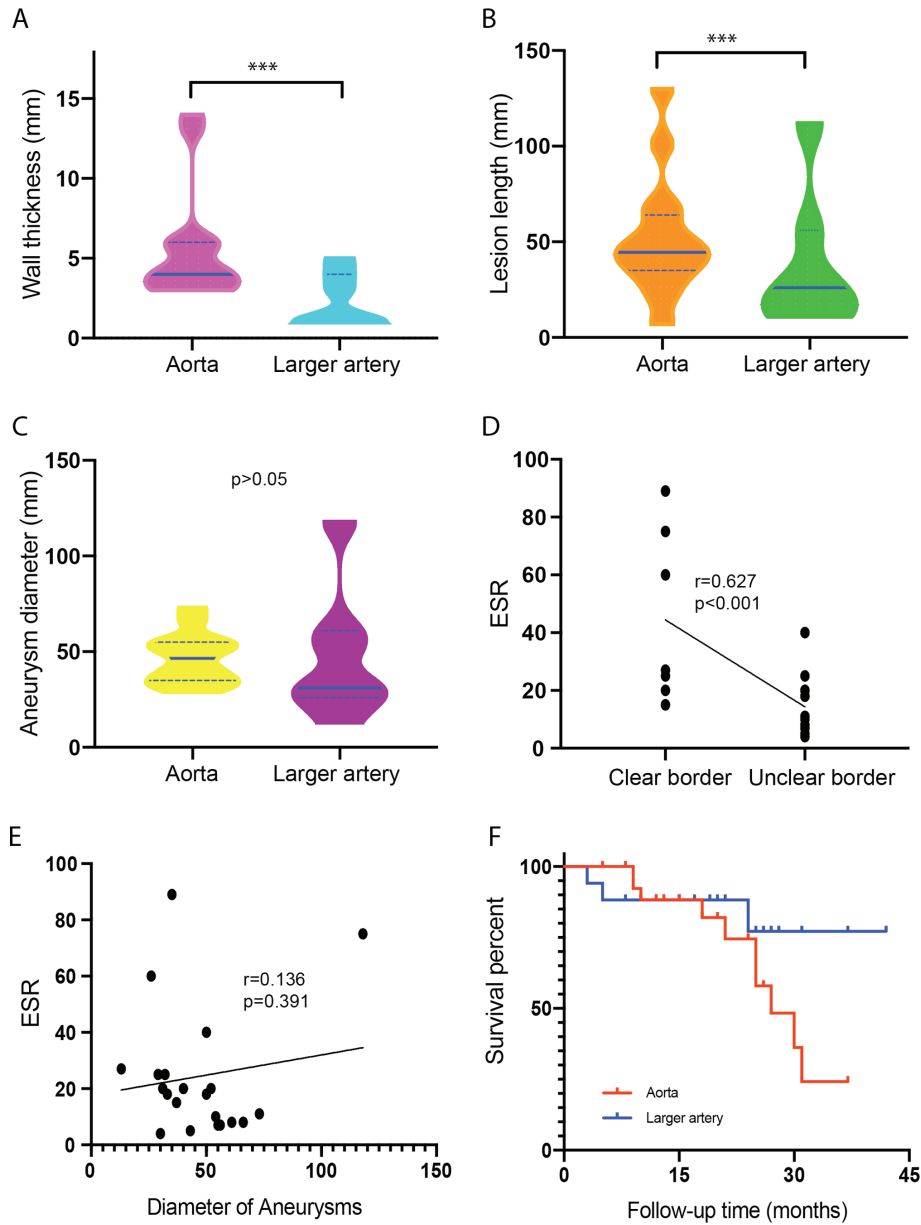 A
Wall thickness (mm)
15
10
5
0
***
Aorta
Larger artery
B
Lesion length (mm)
150
100
50
0
***
Aorta
Larger artery
C
Aneurysm diameter (mm)
150
100
50
0
p>0.05
Aorta
Larger artery
D
ESR
100
80
60
40
20
0
r=0.627
p<0.001
Clear border
Unclear border
E
ESR
100
80
60
40
20
0
r=0.136
p=0.391
0
50
100
150
Diameter of Aneurysms
F
Survival percent
100
50
0
Aorta
Larger artery
0
15
30
45
Follow-up time (months)